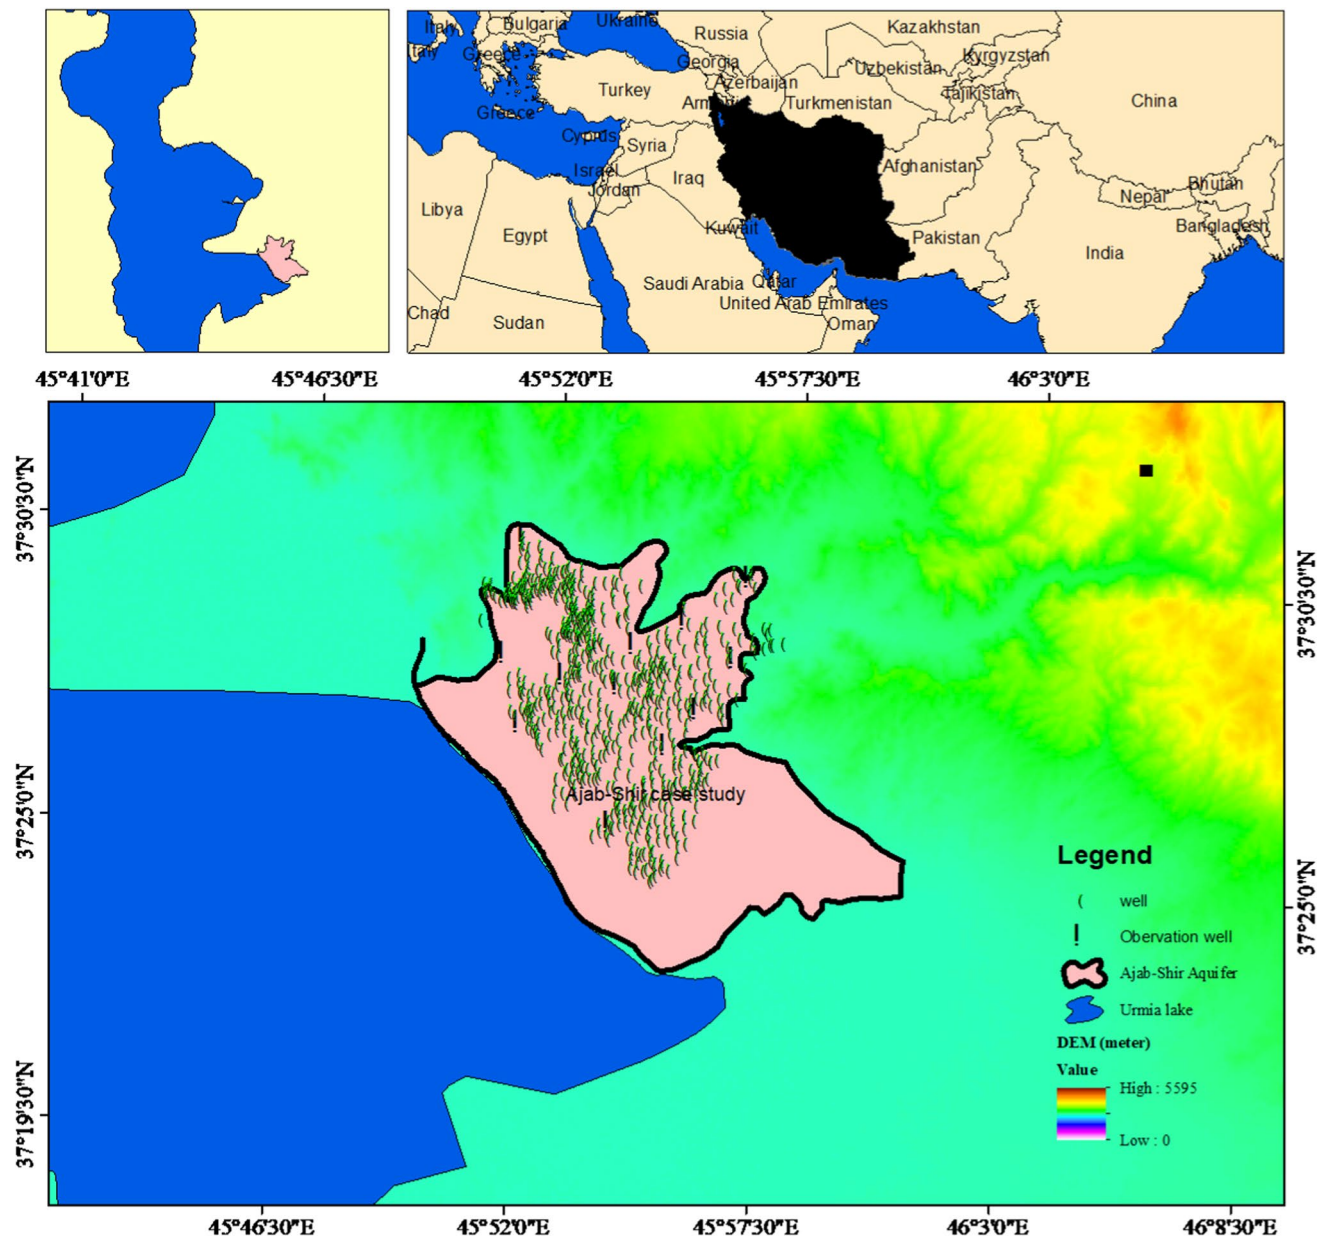 Italy
Bulgaria
Ukraine
Russia
Kazakhstan
Italy
Greece
Georgia
Uzbekistan
Kyrgyzstan
Turkey
Azerbaijan
Tajikistan
China
Greece
Turkmenistan
Cyprus
Syria
Afghanistan
Israel
Iraq
Jordan
Nepal
Bhutan
Libya
Egypt
Kuwait
Pakistan
India
Bangladesh
Saudi Arabia
Qatar
United Arab Emirates
Chad
Sudan
Oman
45°41'0"E
45°46'30"E
45°52'0"E
45°57'30"E
46°3'0"E
37°30'30"N
37°30'30"N
37°25'0"N
37°25'0"N
37°19'30"N
Ajab-Shir case study
Legend
well
Obervation well
Ajab-Shir Aquifer
Urmia lake
DEM (meter)
Value
High : 5595
Low : 0
45°46'30"E
45°52'0"E
45°57'30"E
46°3'0"E
46°8'30"E